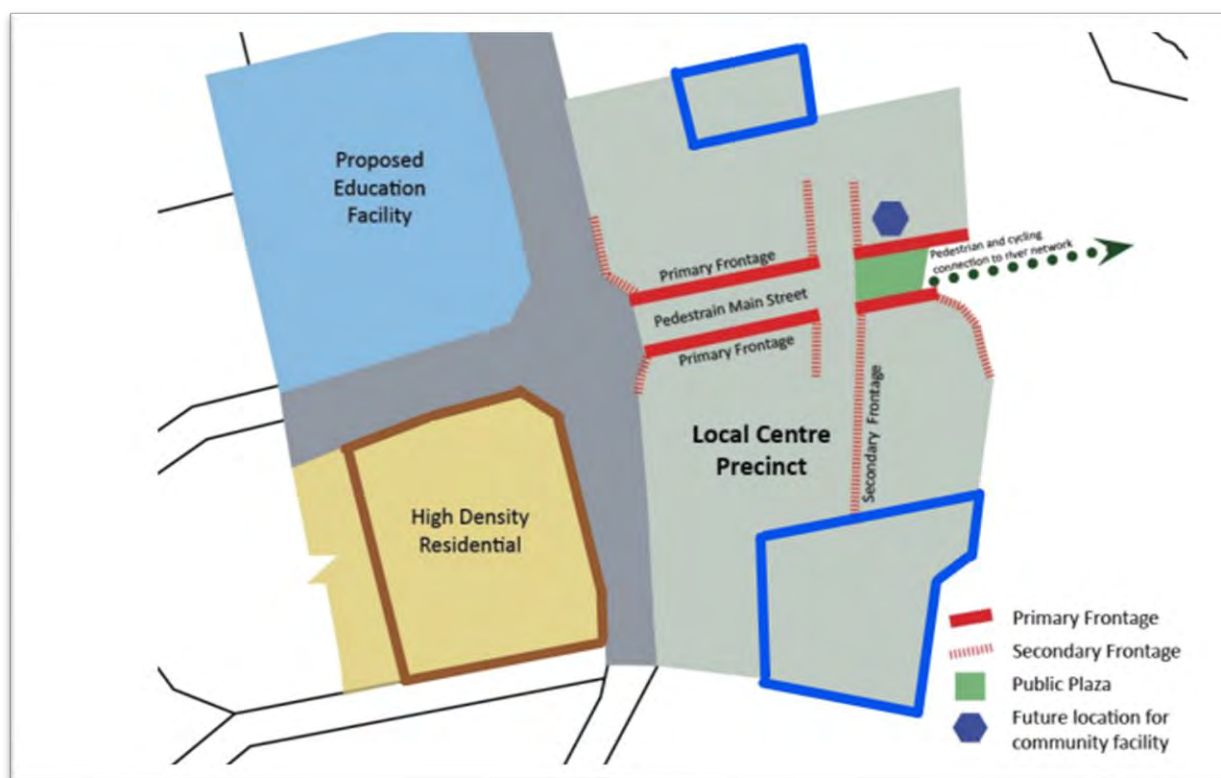 Proposed
Education
Facility
Primary Frontage
Pedestrain Main Street
Primary Frontage
Pedestrian and cycling
connection to river network
Local Centre
Precinct
Secondary Frontage
High Density
Residential
Primary Frontage
Secondary Frontage
Public Plaza
Future location for
community facility